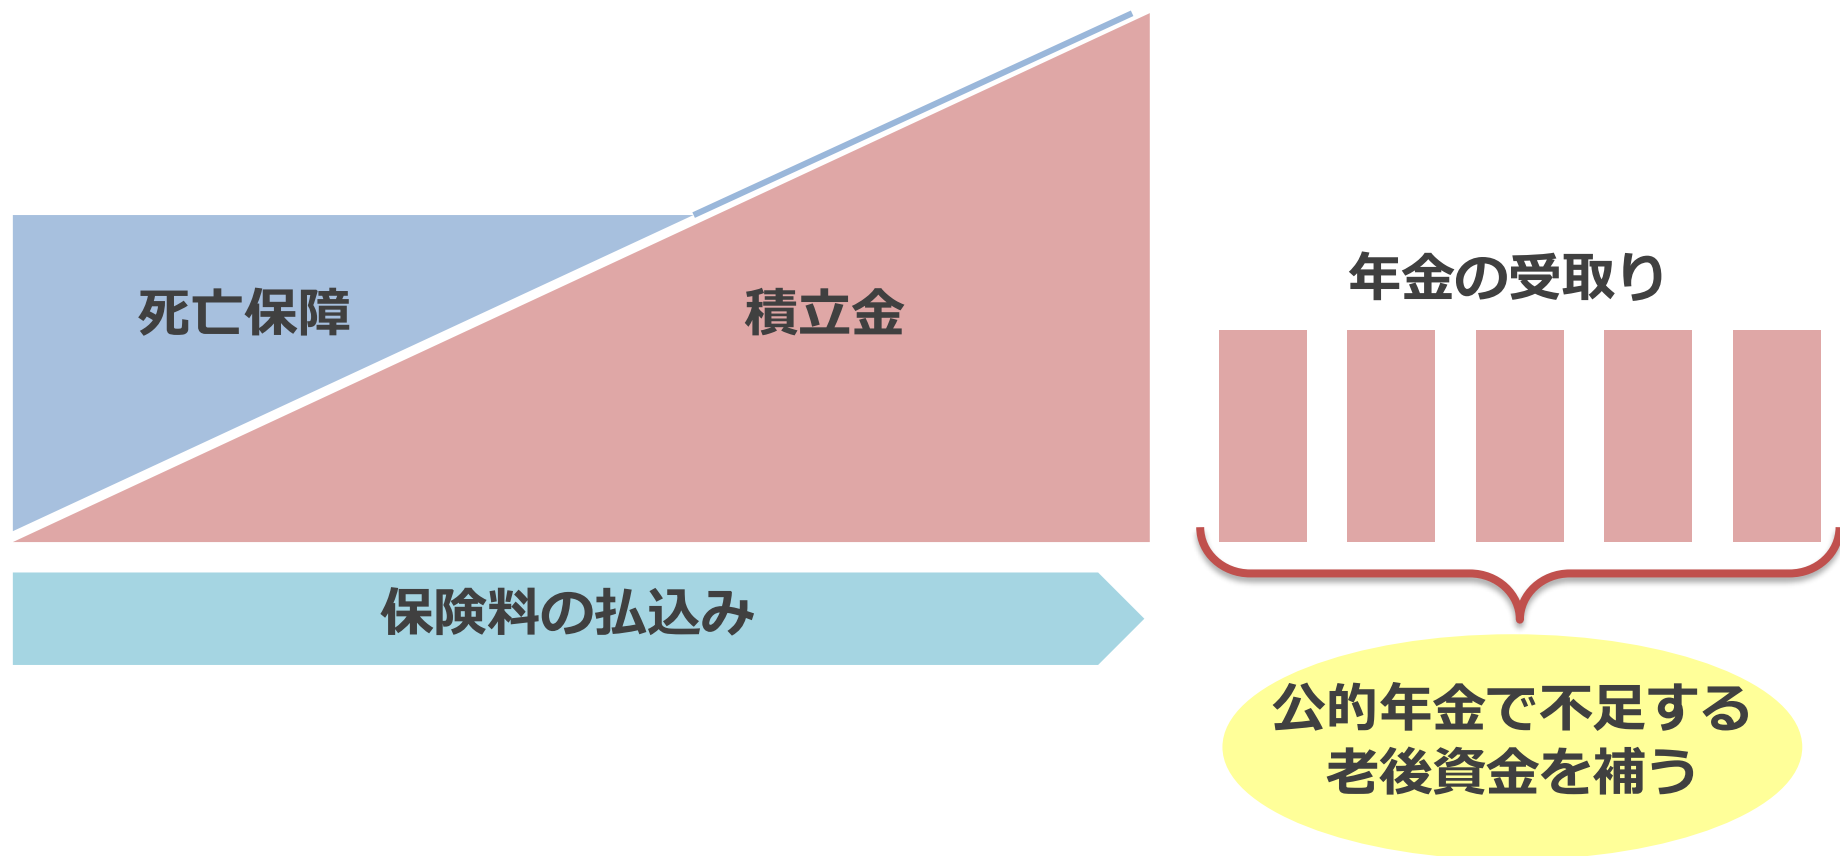 死亡保障
積立金
年金の受取り
保険料の払込み
公的年金で不足する
老後資金を補う